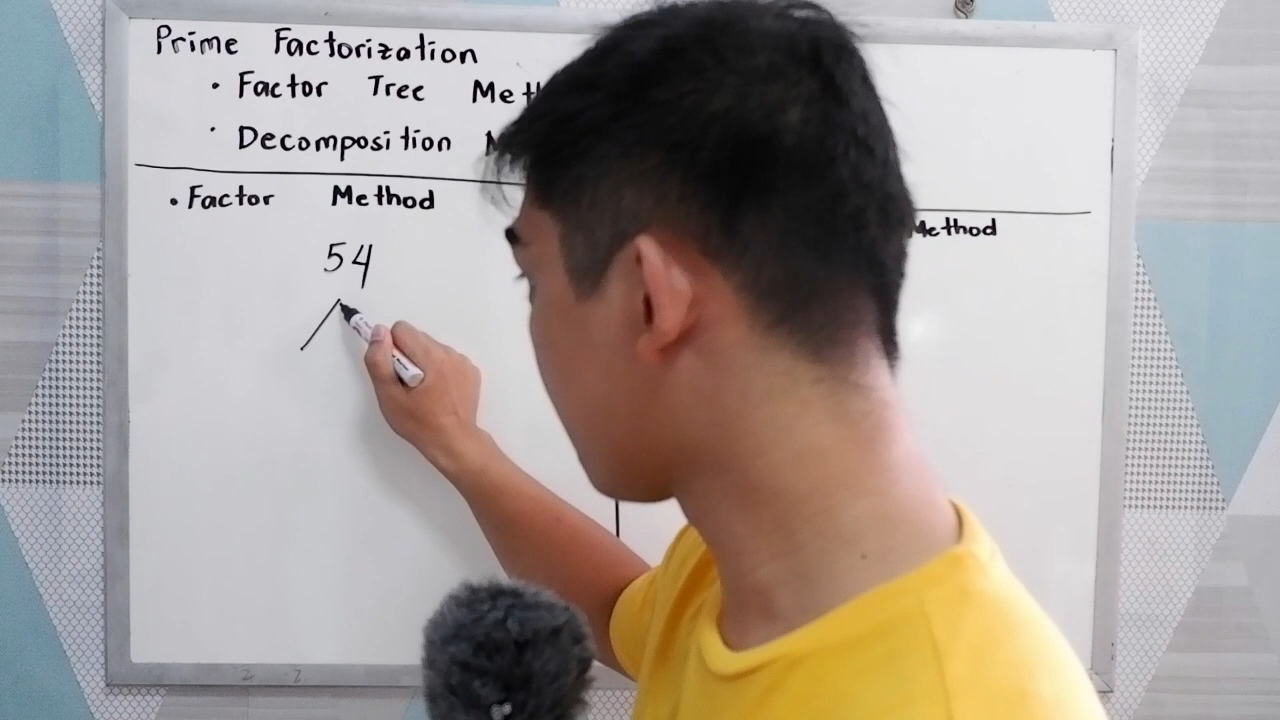 Prime Factorization
• Factor Tree
• Decomposition
• Factor Method
Method
54